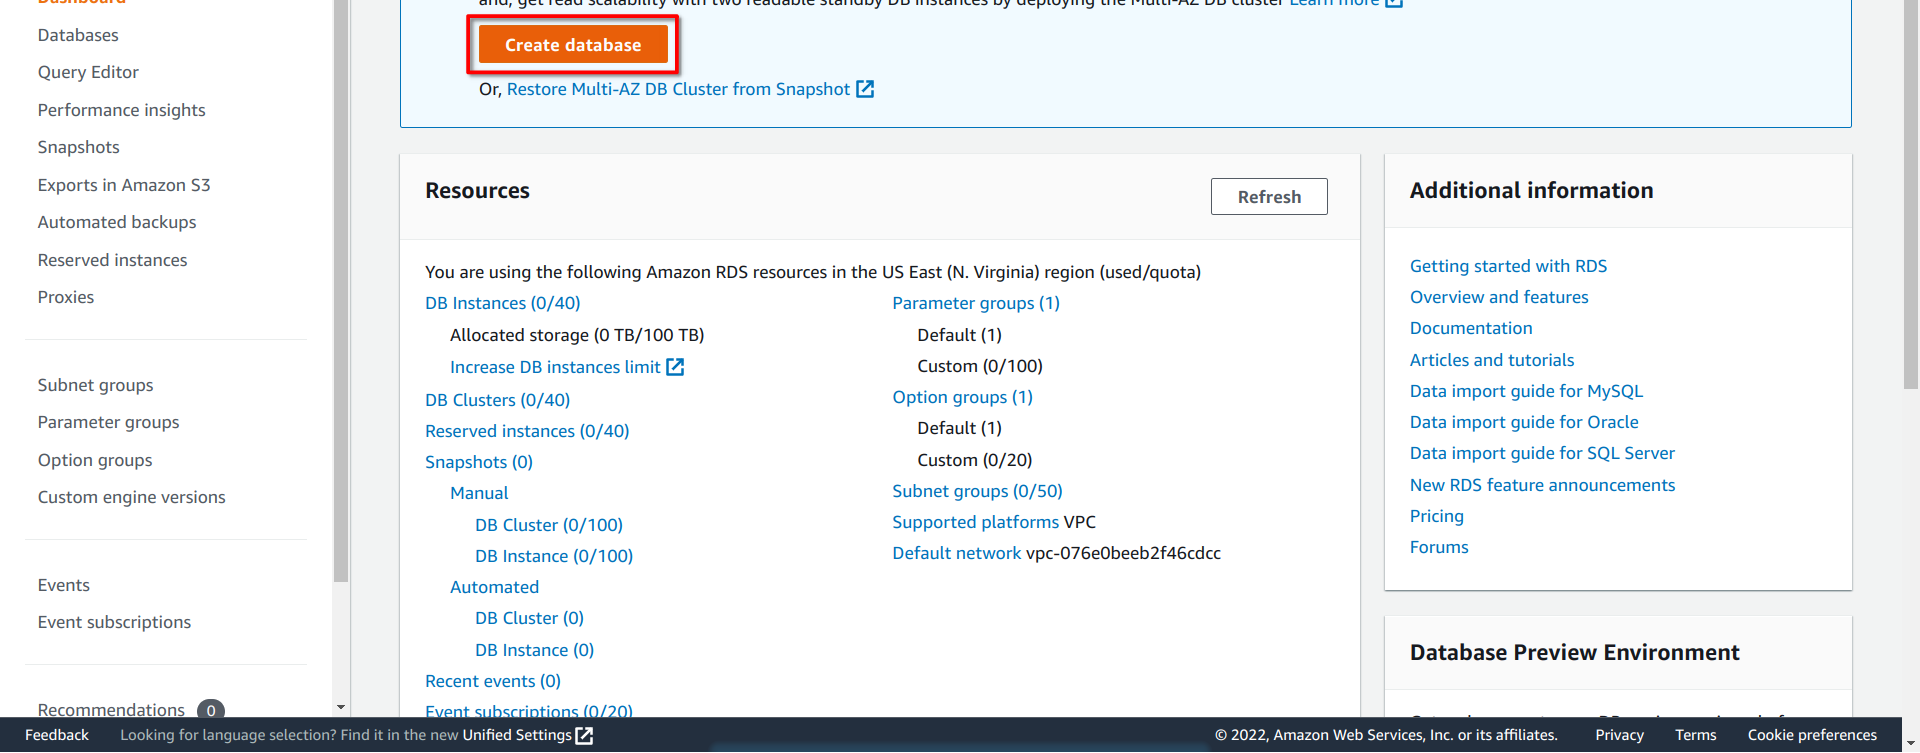 Dashboard
Databases
Query Editor
Performance insights
Snapshots
Exports in Amazon S3
Automated backups
Reserved instances
Proxies
Subnet groups
Parameter groups
Option groups
Custom engine versions
Events
Event subscriptions
Recommendations 0
and, get read scalability with two readable standby DB instances by deploying the Multi-AZ DB cluster Learn more
Create database
Or, Restore Multi-AZ DB Cluster from Snapshot
Resources
Refresh
You are using the following Amazon RDS resources in the US East (N. Virginia) region (used/quota)
DB Instances (0/40)
Allocated storage (0 TB/100 TB)
Increase DB instances limit
DB Clusters (0/40)
Reserved instances (0/40)
Snapshots (0)
Manual
DB Cluster (0/100)
DB Instance (0/100)
Automated
DB Cluster (0)
DB Instance (0)
Recent events (0)
Event subscriptions (0/20)
Parameter groups (1)
Default (1)
Custom (0/100)
Option groups (1)
Default (1)
Custom (0/20)
Subnet groups (0/50)
Supported platforms VPC
Default network vpc-076e0beeb2f46cdcc
Additional information
Getting started with RDS
Overview and features
Documentation
Articles and tutorials
Data import guide for MySQL
Data import guide for Oracle
Data import guide for SQL Server
New RDS feature announcements
Pricing
Forums
Database Preview Environment
Feedback
Looking for language selection? Find it in the new Unified Settings
© 2022, Amazon Web Services, Inc. or its affiliates.
Privacy
Terms
Cookie preferences